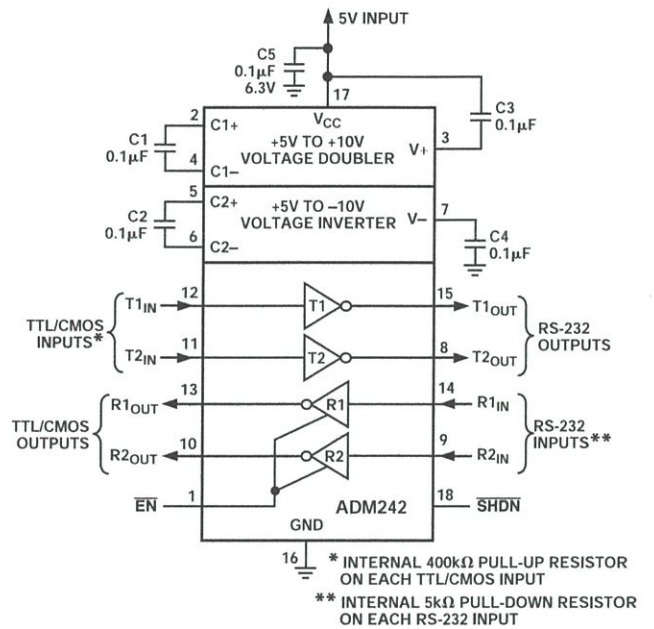 5V INPUT
C5
0.1µF
6.3V
17
2
C1+
VCC
C3
0.1µF
C1
0.1µF
+5V TO +10V
VOLTAGE DOUBLER
V+
3
4
C1–
5
C2+
+5V TO –10V
VOLTAGE INVERTER
V–
7
C2
0.1µF
6
C2–
C4
0.1µF
TTL/CMOS
INPUTS*
T1IN
12
T1
15
T1OUT
RS-232
OUTPUTS
T2IN
11
T2
8
T2OUT
TTL/CMOS
OUTPUTS
R1OUT
13
R1
14
R1IN
RS-232
INPUTS**
R2OUT
10
R2
9
R2IN
EN
1
ADM242
18
SHDN
GND
16
* INTERNAL 400kΩ PULL-UP RESISTOR
ON EACH TTL/CMOS INPUT
** INTERNAL 5kΩ PULL-DOWN RESISTOR
ON EACH RS-232 INPUT